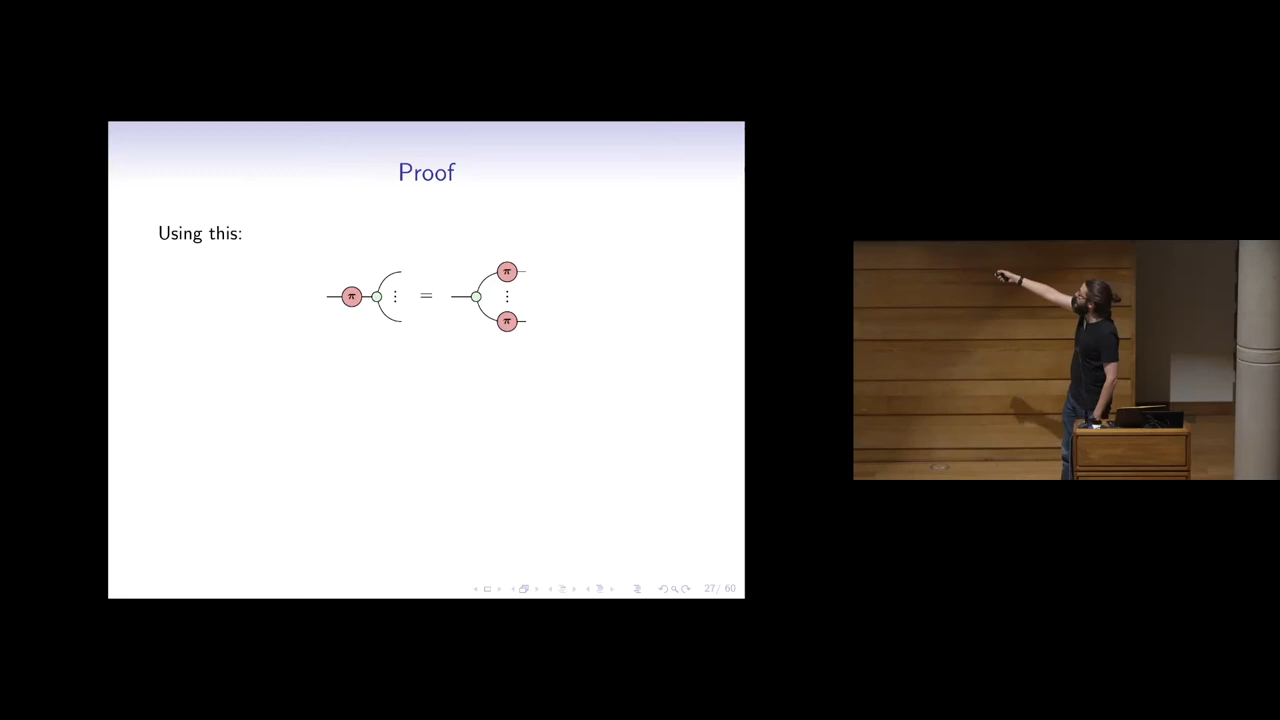 Proof
Using this:
π ⋮ = π ⋮ π
27 / 60